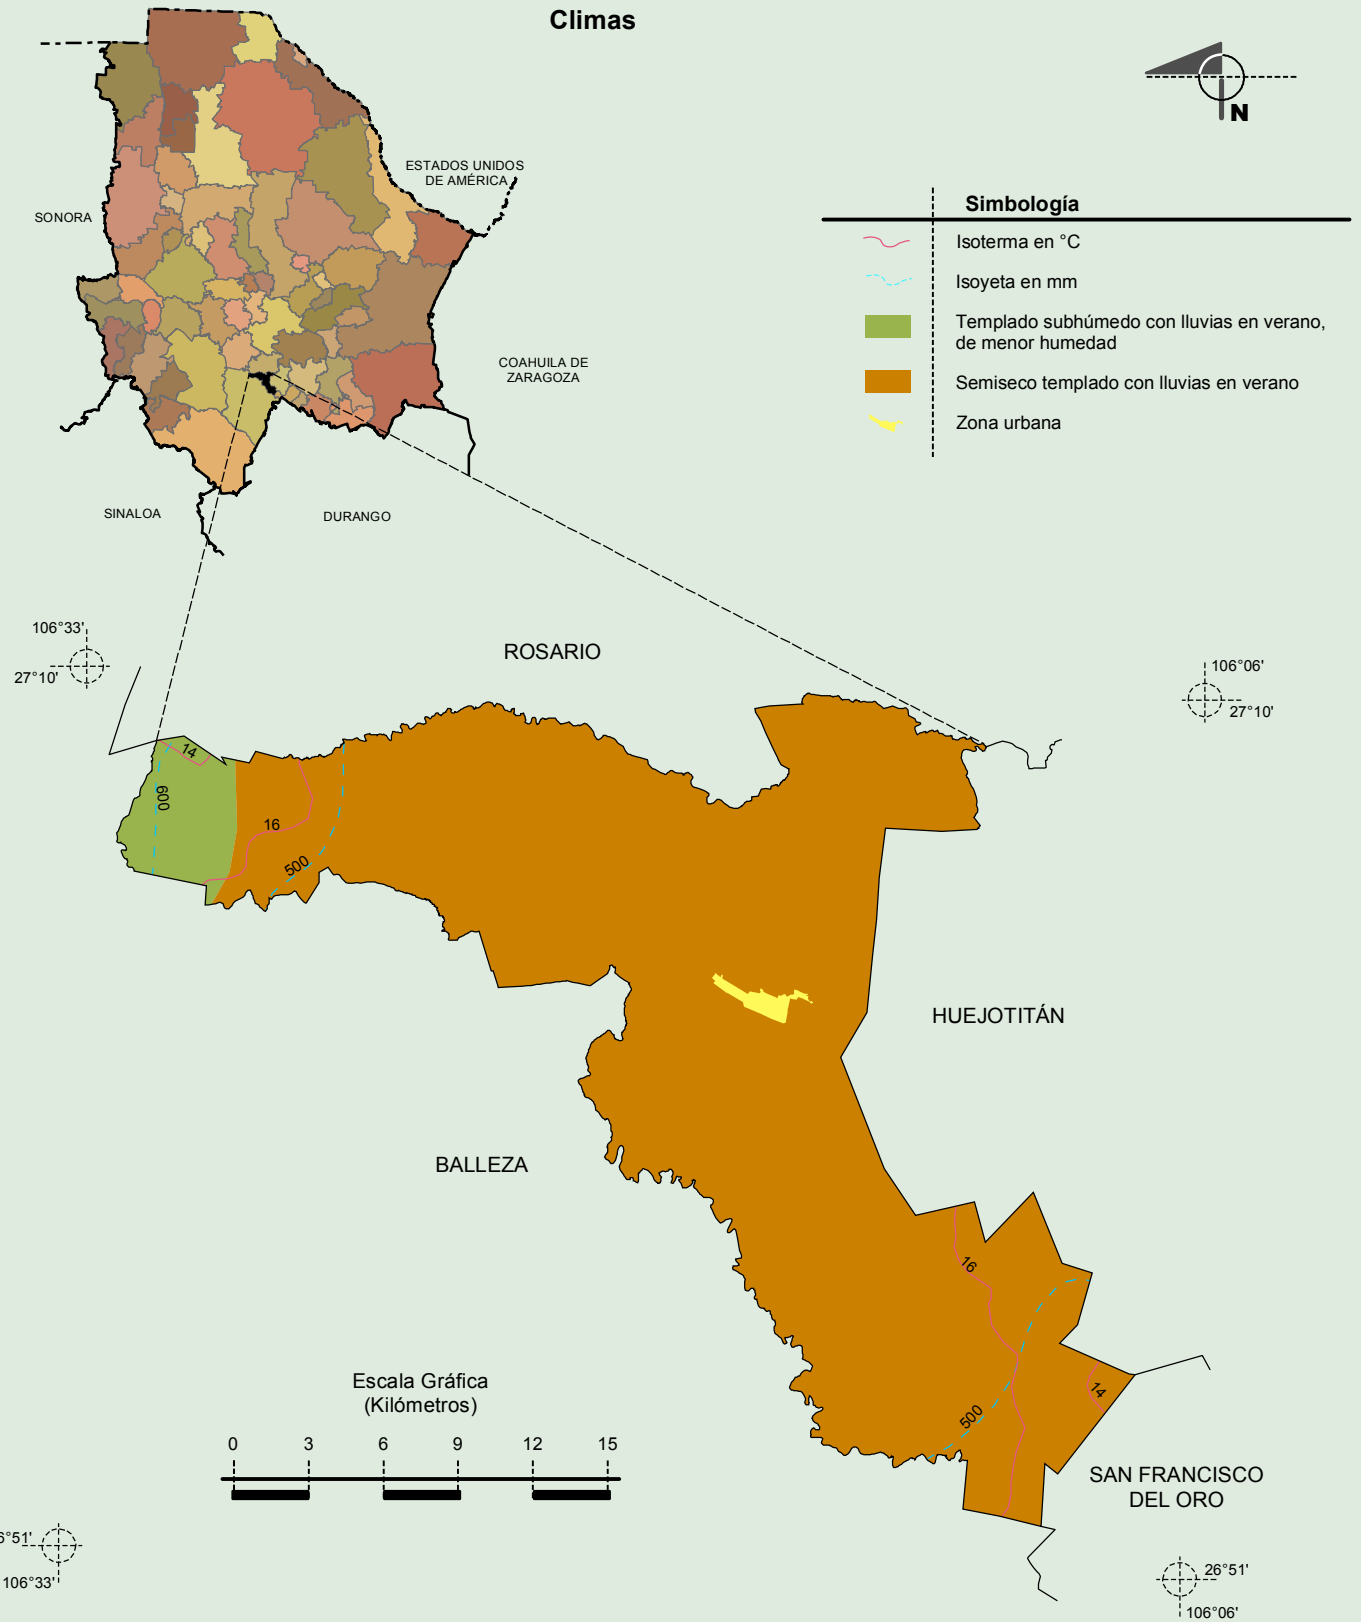 Climas
N
ESTADOS UNIDOS
DE AMÉRICA
SONORA
COAHUILA DE
ZARAGOZA
SINALOA
DURANGO
Simbología
Isoterma en °C
Isoyeta en mm
Templado subhúmedo con lluvias en verano,
de menor humedad
Semiseco templado con lluvias en verano
Zona urbana
106°33'
27°10'
106°06'
27°10'
ROSARIO
14
600
16
500
HUEJOTITÁN
BALLEZA
16
14
500
SAN FRANCISCO
DEL ORO
Escala Gráfica
(Kilómetros)
0 3 6 9 12 15
6°51'
106°33'
26°51'
106°06'